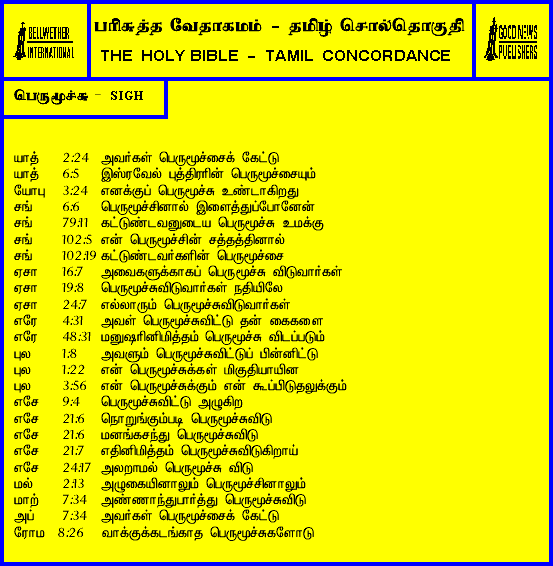 BELLWETHER INTERNATIONAL
பரிசுத்த வேதாகமம் - தமிழ் சொல்தொகுதி
THE HOLY BIBLE - TAMIL CONCORDANCE
GOOD NEWS PUBLISHERS
பெருமூச்சு - SIGH
யாத் 2:24 அவர்கள் பெருமூச்சைக் கேட்டு
யாத் 6:5 இஸ்ரவேல் புத்திரரின் பெருமூச்சையும்
யோபு 3:24 எனக்குப் பெருமூச்சு உண்டாகிறது
சங் 6:6 பெருமூச்சினால் இளைத்துப்போனேன்
சங் 79:11 கட்டுண்டவனுடைய பெருமூச்சு உமக்கு
சங் 102:5 என் பெருமூச்சின் சத்தத்தினால்
சங் 102:19 கட்டுண்டவர்களின் பெருமூச்சை
ஏசா 16:7 அவைகளுக்காகப் பெருமூச்சு விடுவார்கள்
ஏசா 19:8 பெருமூச்சுவிடுவார்கள் நதியிலே
ஏசா 24:7 எல்லாரும் பெருமூச்சுவிடுவார்கள்
எரே 4:31 அவள் பெருமூச்சுவிட்டு தன் கைகளை
எரே 48:31 மனுஷரினிமித்தம் பெருமூச்சு விடப்படும்
புல 1:8 அவளும் பெருமூச்சுவிட்டுப் பின்னிட்டு
புல 1:22 என் பெருமூச்சுக்கள் மிகுதியாயின
புல 3:56 என் பெருமூச்சுக்கும் என் கூப்பிடுதலுக்கும்
எசே 9:4 பெருமூச்சுவிட்டு அழுகிற
எசே 21:6 நொறுங்கும்படி பெருமூச்சுவிடு
எசே 21:6 மனங்கசந்து பெருமூச்சுவிடு
எசே 21:7 எதினிமித்தம் பெருமூச்சுவிடுகிறாய்
எசே 24:17 அலறாமல் பெருமூச்சு விடு
மல் 2:13 அழுகையினாலும் பெருமூச்சினாலும்
மாற் 7:34 அண்ணாந்துபார்த்து பெருமூச்சுவிடு
அப் 7:34 அவர்கள் பெருமூச்சைக் கேட்டு
ரோம 8:26 வாக்குக்கடங்காத பெருமூச்சுகளோடு